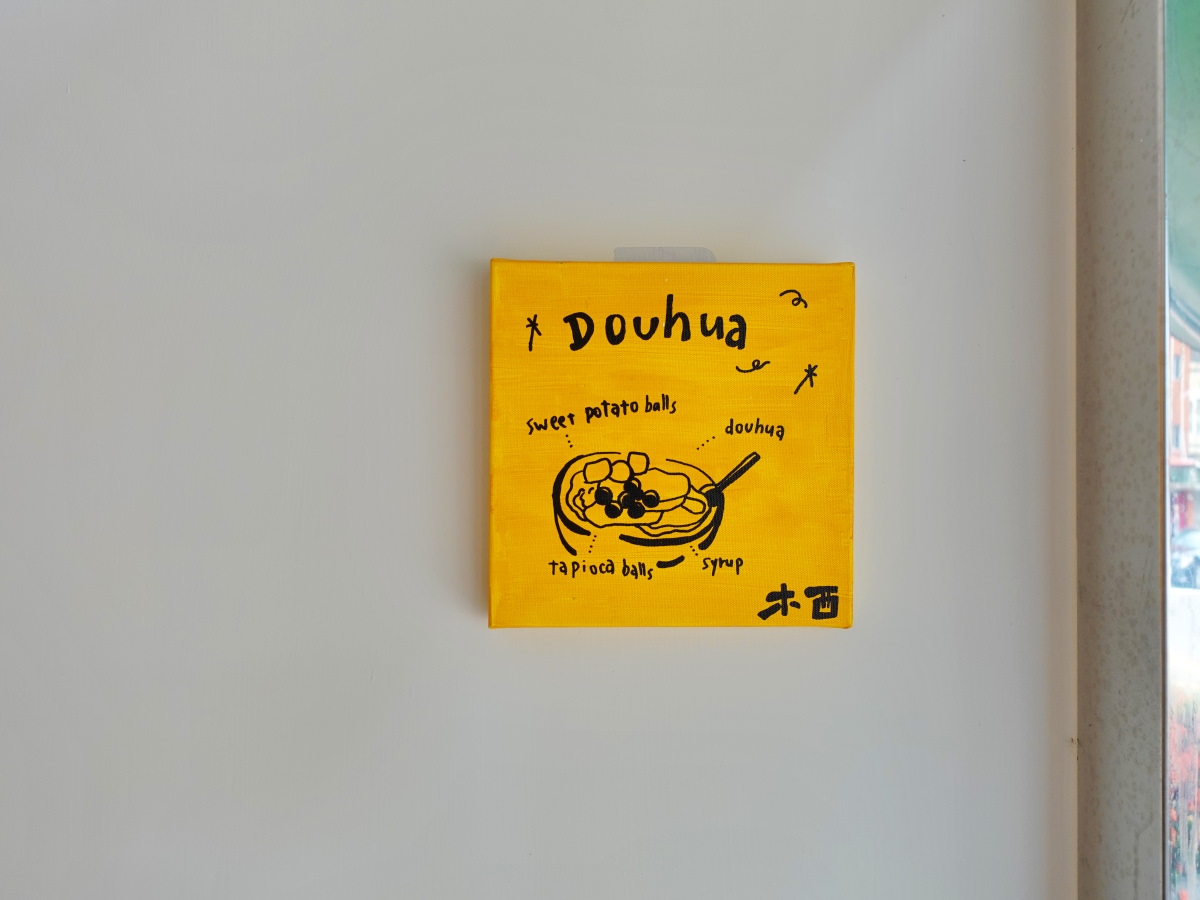 Douhua
sweet potato balls
douhua
tapioca balls
syrup
木西